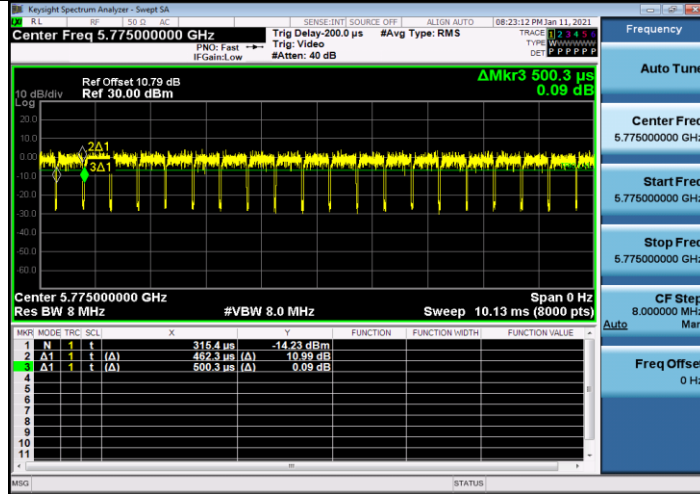 Keysight Spectrum Analyzer - Swept SA
RL RF 50 Ω AC SENSE:INT SOURCE OFF ALIGN AUTO 08:23:12 PM Jan 11, 2021
Center Freq 5.775000000 GHz
PNO: Fast
IFGain:Low
Trig Delay-200.0 µs
Trig: Video
#Atten: 40 dB
#Avg Type: RMS
TRACE 1 2 3 4 5 6
TYPE WWWWWW
DET P P P P P P
Ref Offset 10.79 dB
10 dB/div Ref 30.00 dBm
Log
ΔMkr3 500.3 µs
0.09 dB
20.0
10.0
0.00
-10.0
-20.0
-30.0
-40.0
-50.0
-60.0
2Δ1
3Δ1
Center 5.775000000 GHz Span 0 Hz
Res BW 8 MHz #VBW 8.0 MHz Sweep 10.13 ms (8000 pts)
MKR MODE TRC SCL X Y FUNCTION FUNCTION WIDTH FUNCTION VALUE
1 N 1 t 315.4 µs -14.23 dBm
2 Δ1 1 t (Δ) 462.3 µs (Δ) 10.99 dB
3 Δ1 1 t (Δ) 500.3 µs (Δ) 0.09 dB
4
5
6
7
8
9
10
11
MSG STATUS
Frequency
Auto Tune
Center Freq
5.775000000 GHz
Start Freq
5.775000000 GHz
Stop Freq
5.775000000 GHz
CF Step
8.000000 MHz
Auto Man
Freq Offset
0 Hz